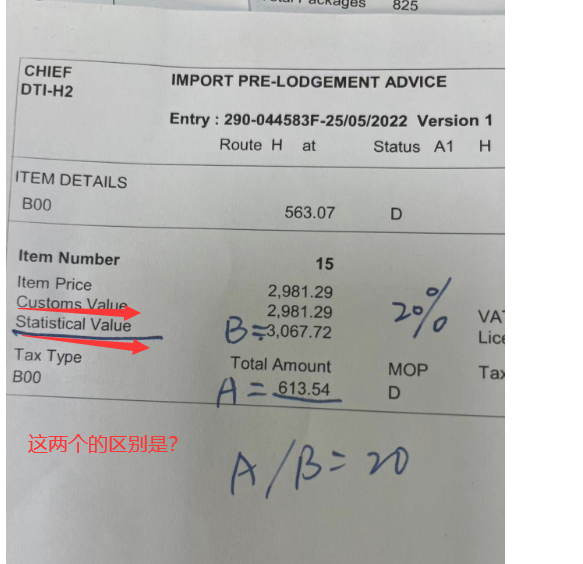 Total Packages 825
CHIEF
DTI-H2
IMPORT PRE-LODGEMENT ADVICE
Entry : 290-044583F-25/05/2022 Version 1
Route H at Status A1 H
ITEM DETAILS
B00 563.07 D
Item Number 15
Item Price 2,981.29
Customs Value 2,981.29
Statistical Value B = 3,067.72
20%
Tax Type Total Amount MOP Tax
B00 A = 613.54 D
这两个的区别是?
A/B = 20